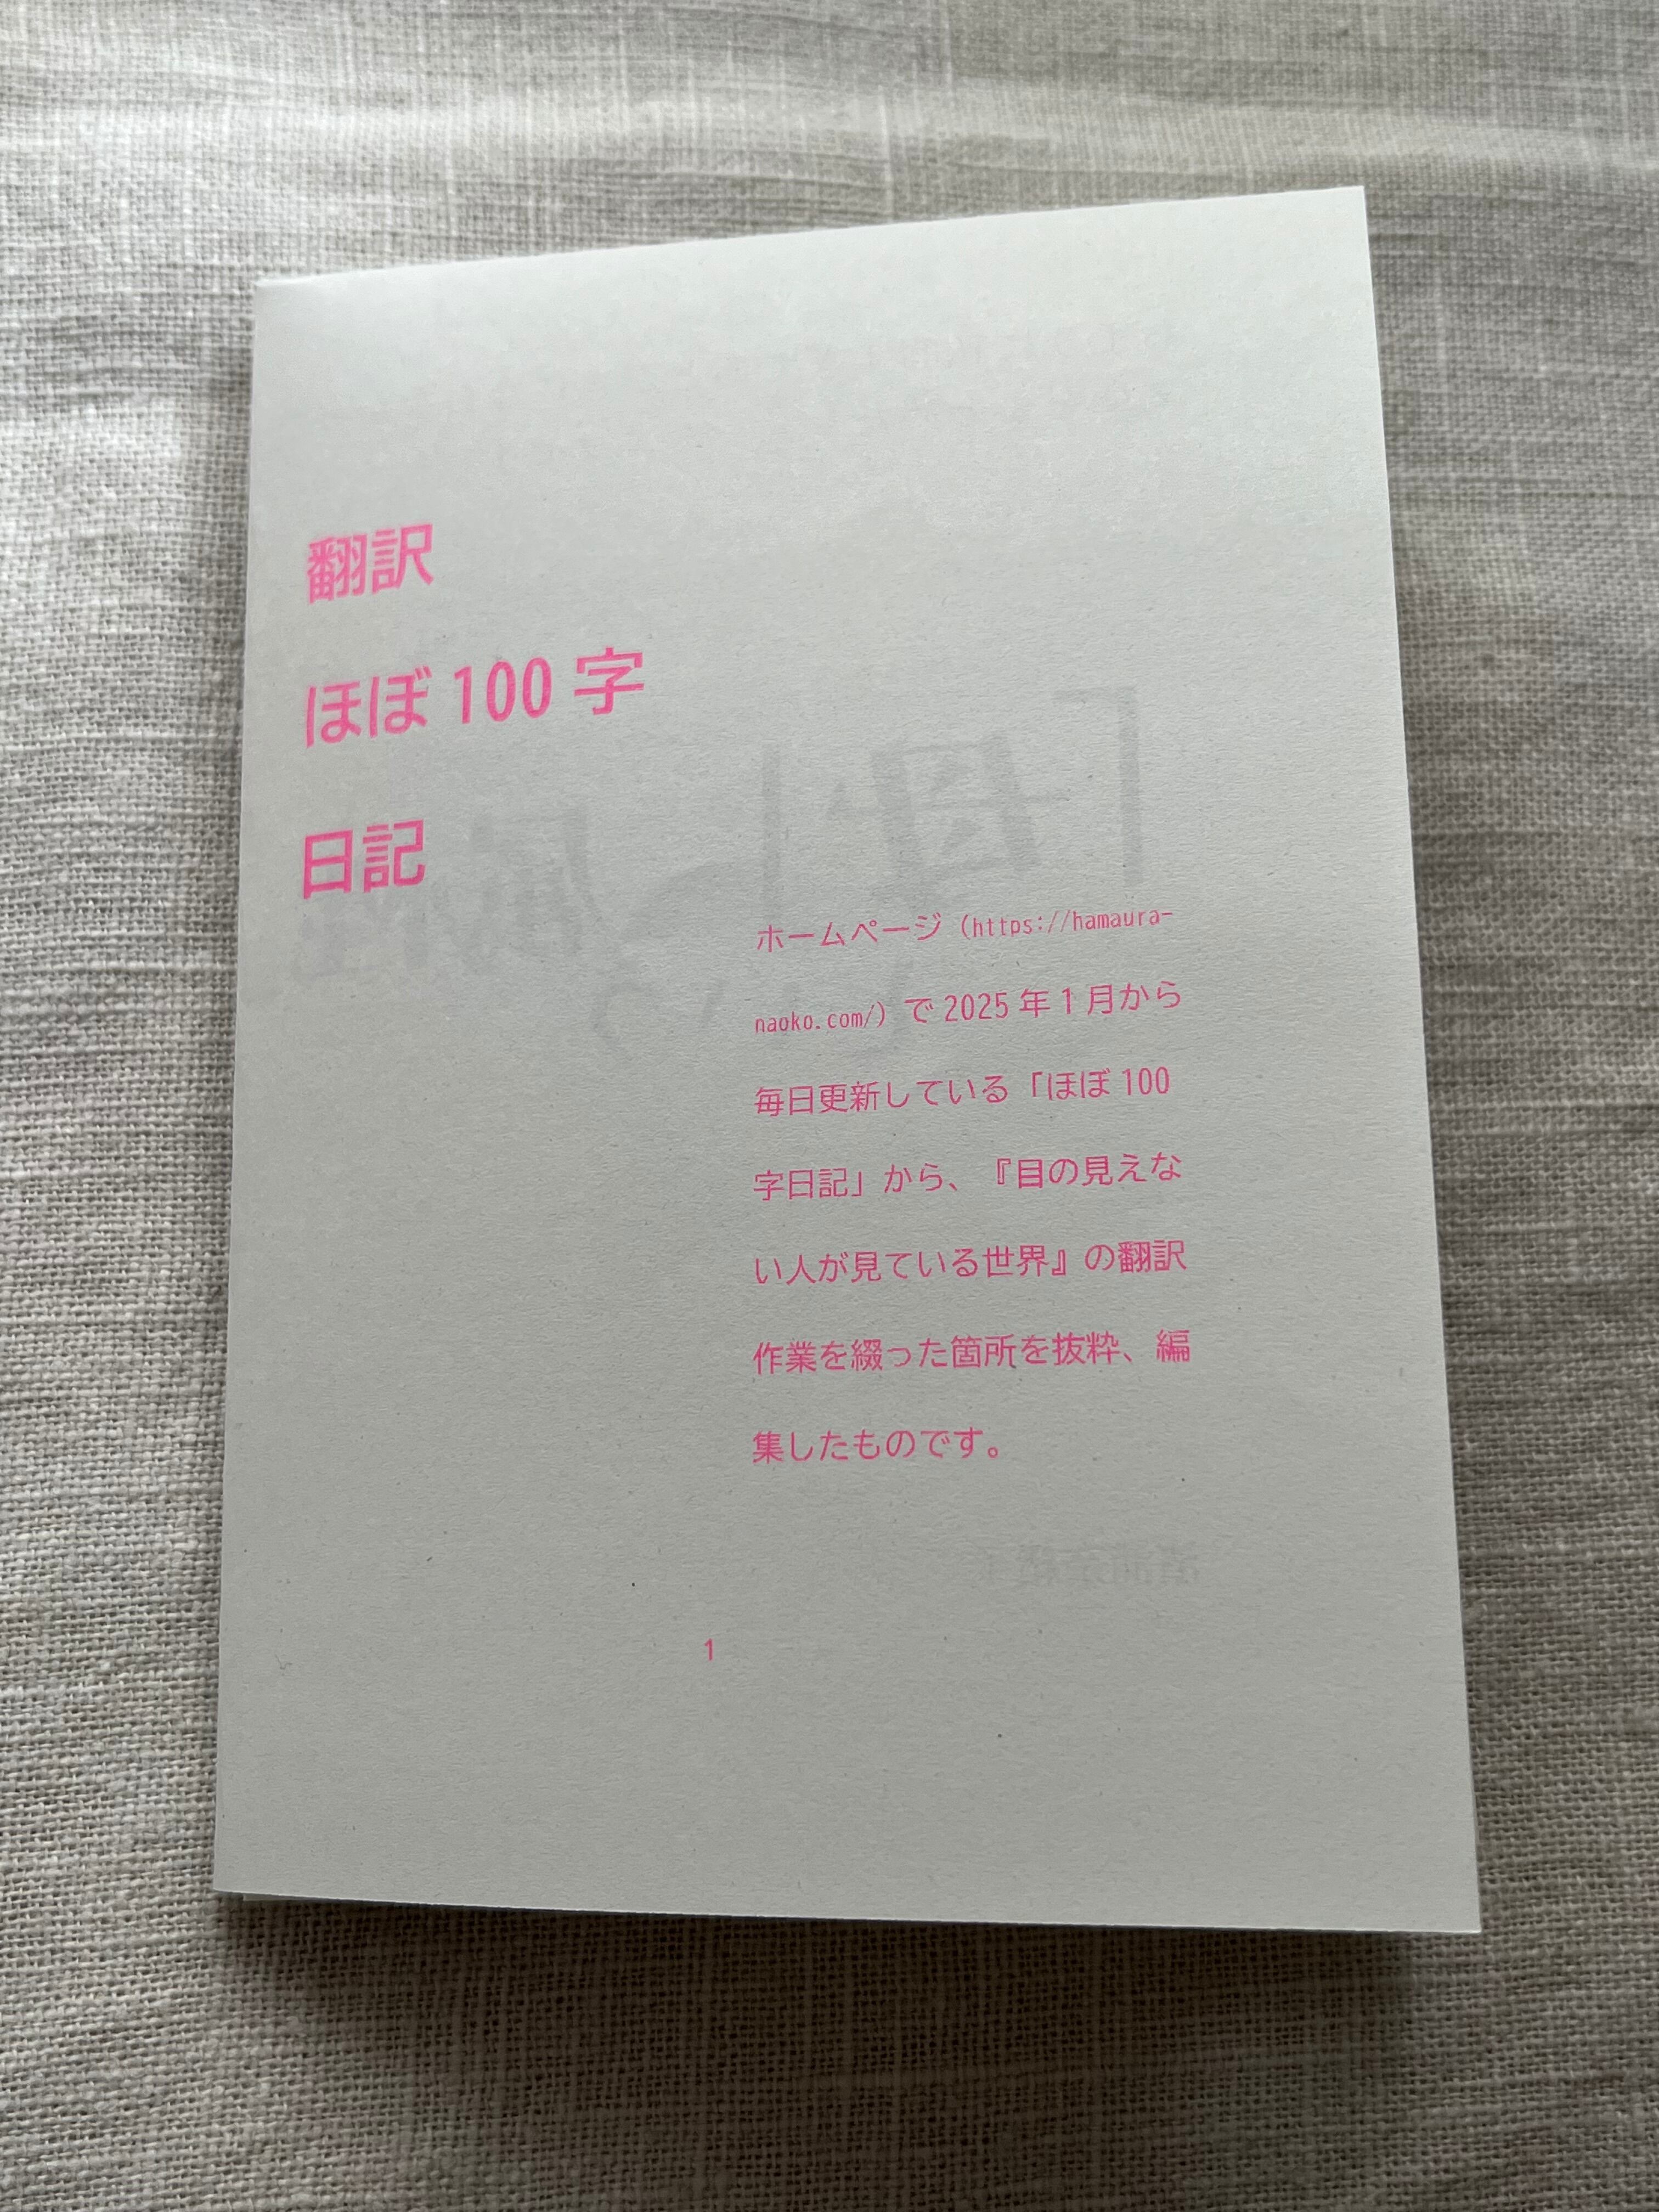 翻訳
ほぼ 100 字
日記
ホームページ（https://hamaura-
naoko.com/）で 2025 年 1 月から
毎日更新している「ほぼ 100
字日記」から、『目の見えな
い人が見ている世界』の翻訳
作業を綴った箇所を抜粋、編
集したものです。
1